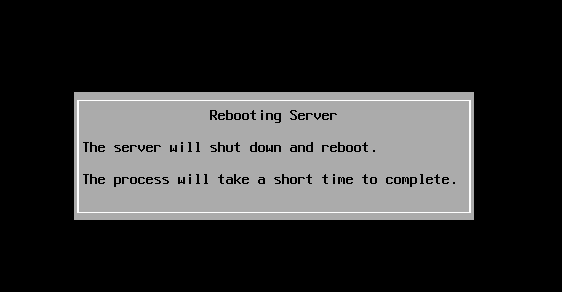 Rebooting Server
The server will shut down and reboot.
The process will take a short time to complete.